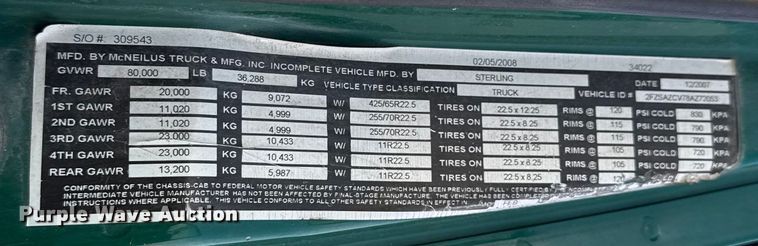 S/O #: 309543
MFD. BY McNEILUS TRUCK & MFG. INC INCOMPLETE VEHICLE MFD. BY STERLING 02/05/2008 34022
GVWR 80,000 LB 36,288 KG VEHICLE TYPE CLASSIFICATION TRUCK DATE 12/2007
VEHICLE ID # 2FZSAZCV78AZ72053
FR. GAWR 20,000 KG 9,072 W/ 425/65R22.5 TIRES ON 22.5 x 12.25 RIMS @ 120 PSI COLD 830 KPA
1ST GAWR 11,020 KG 4,999 W/ 255/70R22.5 TIRES ON 22.5 x 8.25 RIMS @ 115 PSI COLD 790 KPA
2ND GAWR 11,020 KG 4,999 W/ 255/70R22.5 TIRES ON 22.5 x 8.25 RIMS @ 115 PSI COLD 790 KPA
3RD GAWR 23,000 KG 10,433 W/ 11R22.5 TIRES ON 22.5 x 8.25 RIMS @ 105 PSI COLD 720 KPA
4TH GAWR 23,000 KG 10,433 W/ 11R22.5 TIRES ON 22.5 x 8.25 RIMS @ 105 PSI COLD 720 KPA
REAR GAWR 13,200 KG 5,987 W/ 11R22.5 TIRES ON 22.5 x 8.25 RIMS @ 120
CONFORMITY OF THE CHASSIS-CAB TO FEDERAL MOTOR VEHICLE SAFETY STANDARDS WHICH HAVE BEEN PREVIOUSLY FULLY CERTIFIED BY
INTERMEDIATE VEHICLE MANUFACTURER HAS NOT BEEN AFFECTED BY FINAL-STAGE MANUFACTURE. THE VEHICLE
CONFORMS TO ALL OTHER MOTOR VEHICLE SAFETY STANDARDS IN EFFECT IN
Purple Wave Auction